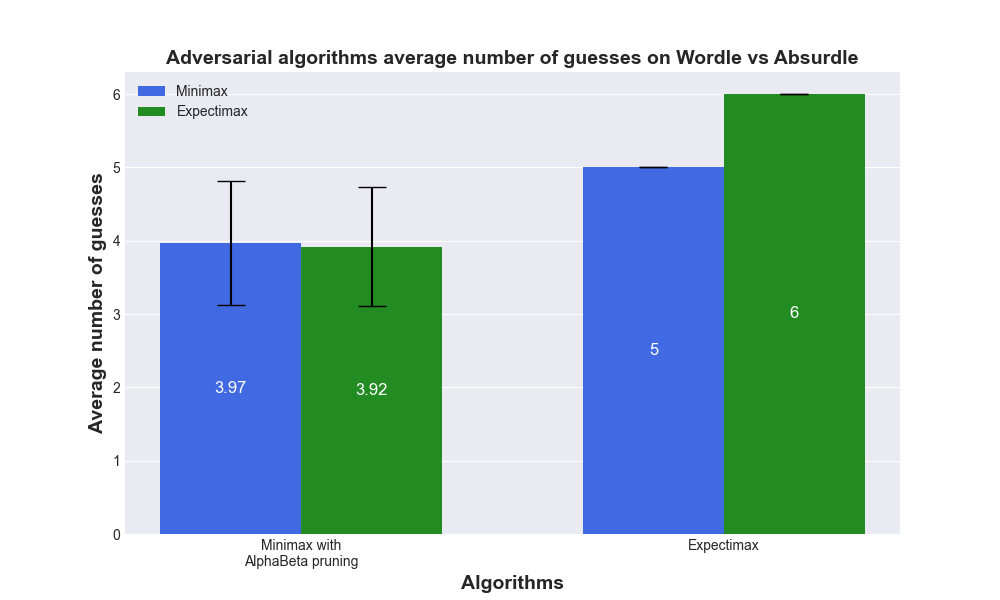 Adversarial algorithms average number of guesses on Wordle vs Absurdle
Minimax
Expectimax
Average number of guesses
6
5
4
3
2
1
0
3.97
3.92
5
6
Minimax with
AlphaBeta pruning
Expectimax
Algorithms